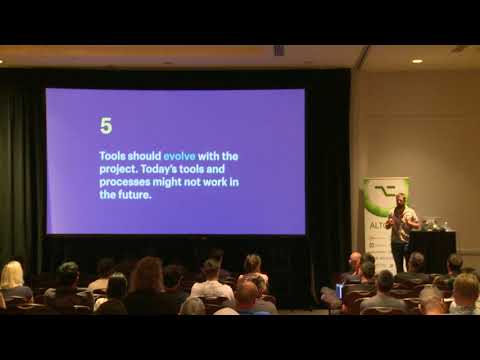 5
Tools should evolve with the
project. Today's tools and
processes might not work in
the future.